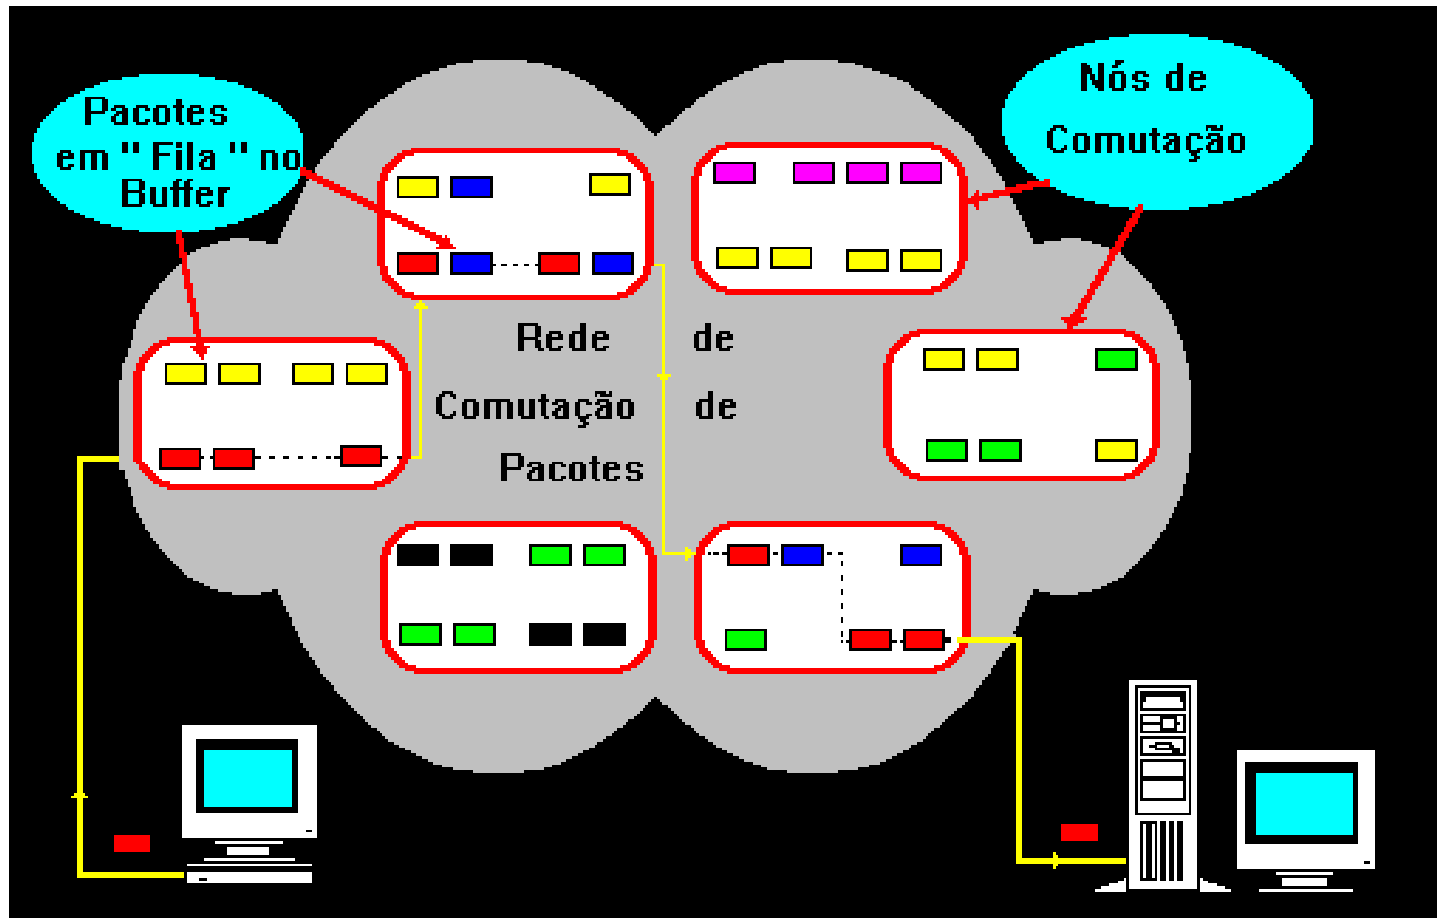 Pacotes
em " Fila " no
Buffer
Nós de
Comutação
Rede de
Comutação de
Pacotes